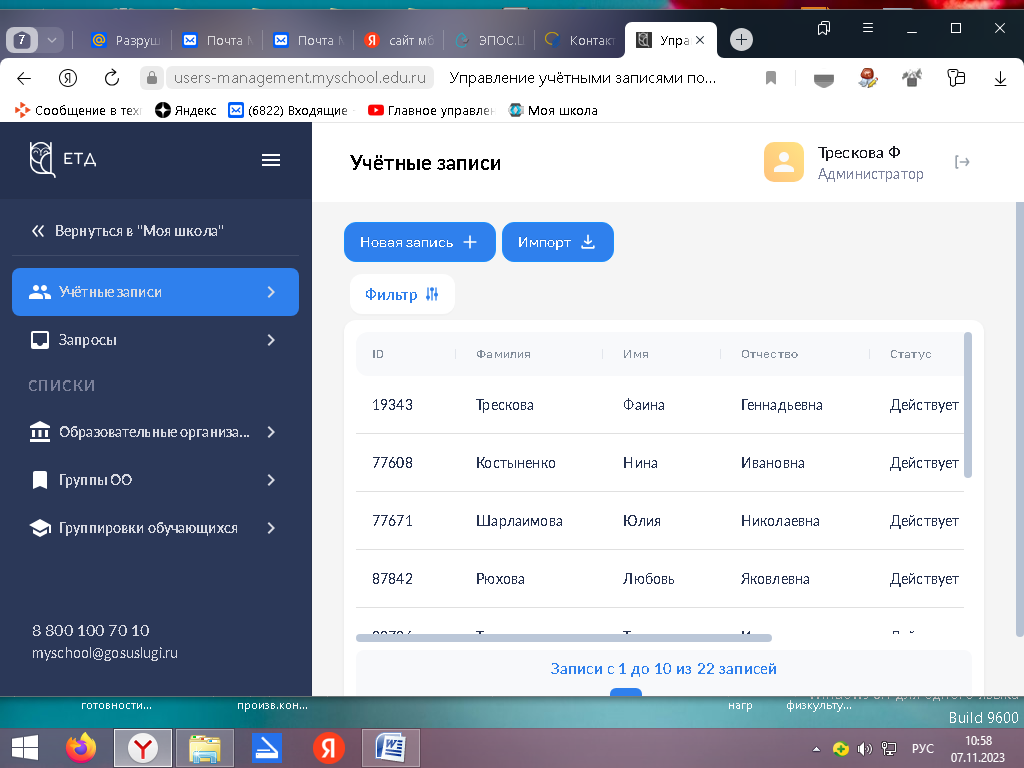 7
Разруш
Почта М
Почта М
сайт мб
ЭПОС.Ш
Контакт
Упра
users-management.myschool.edu.ru
Управление учётными записями по...
Сообщение в тех
Яндекс
(6822) Входящие
Главное управлен
Моя школа
ЕТД
Учётные записи
Трескова Ф
Администратор
Вернуться в "Моя школа"
Новая запись
Импорт
Учётные записи
Фильтр
Запросы
ID Фамилия Имя Отчество Статус
СПИСКИ
19343 Трескова Фаина Геннадьевна Действует
Образовательные организа...
77608 Костыненко Нина Ивановна Действует
Группы ОО
77671 Шарлаимова Юлия Николаевна Действует
Группировки обучающихся
87842 Рюхова Любовь Яковлевна Действует
8 800 100 70 10
myschool@gosuslugi.ru
Записи с 1 до 10 из 22 записей
готовности...
произв.кон...
нагр
физкульту...
Build 9600
РУС
10:58
07.11.2023